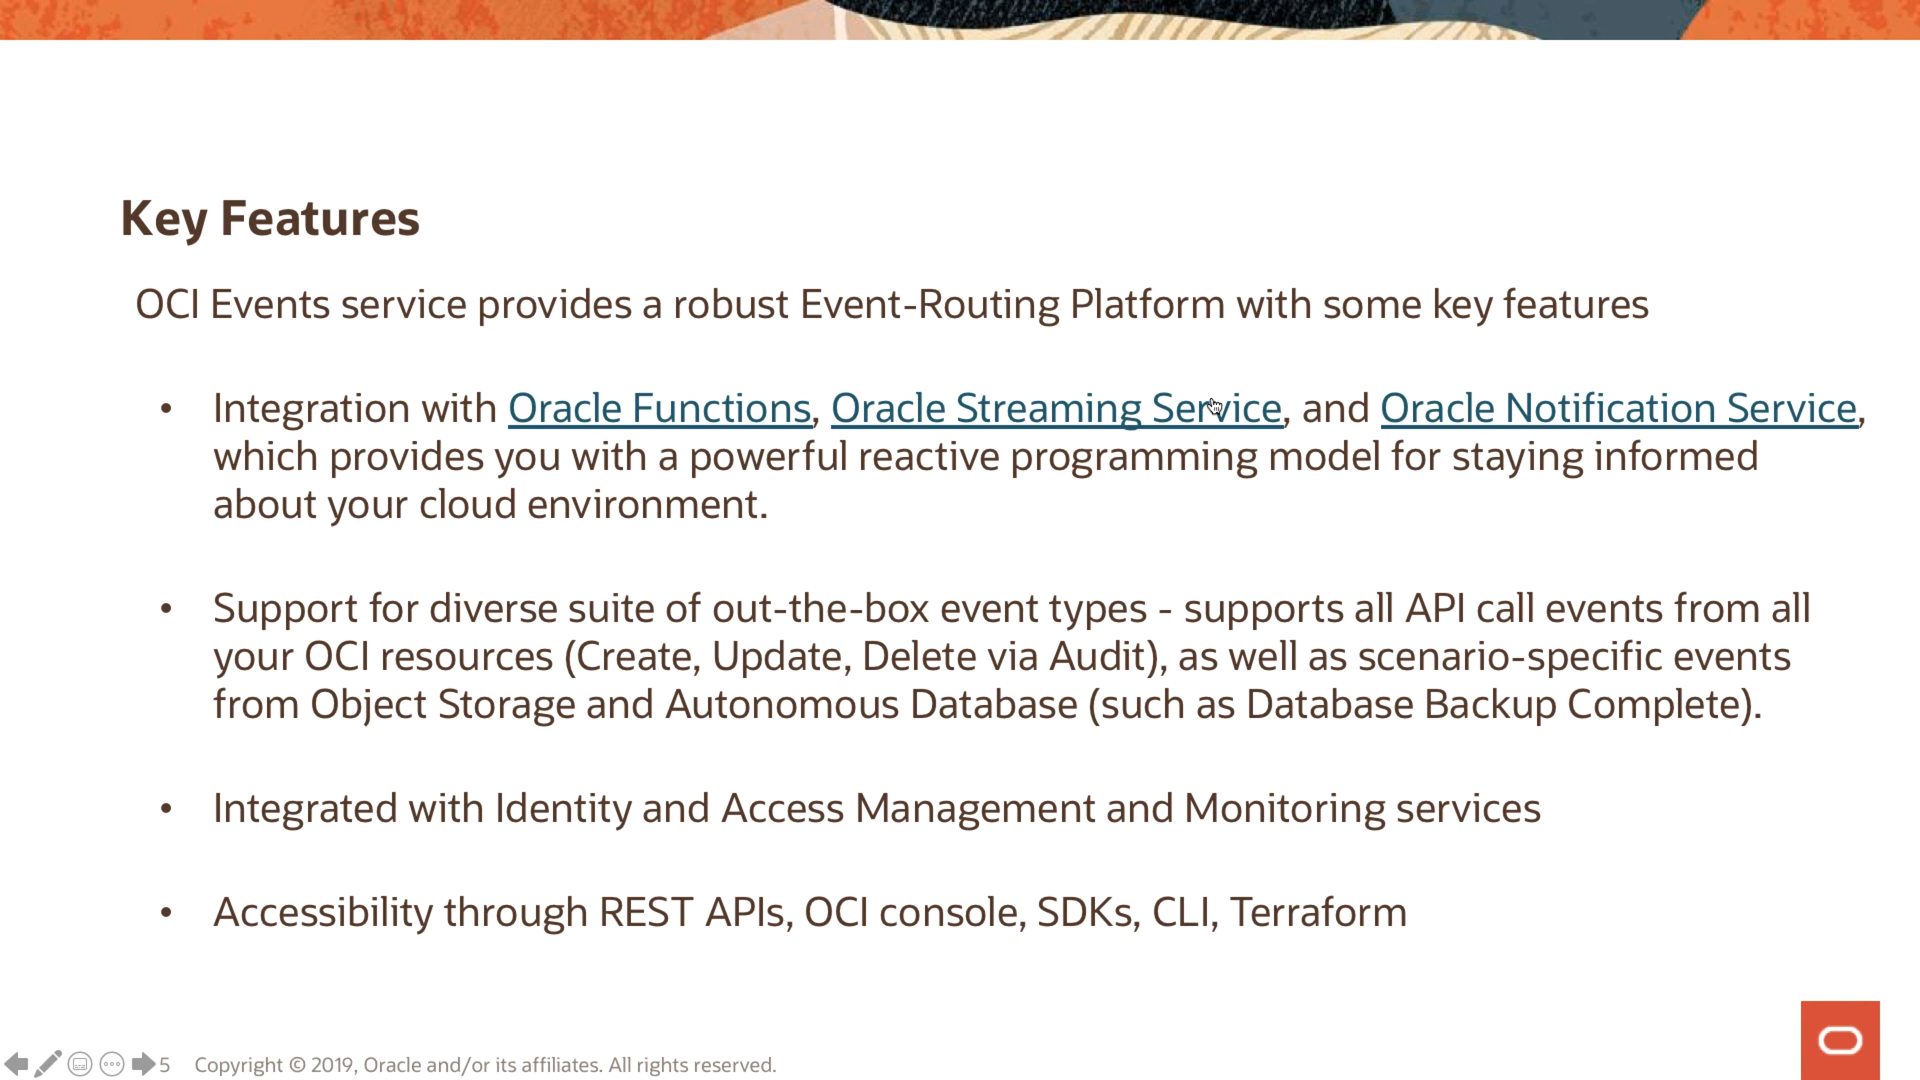 Key Features
OCI Events service provides a robust Event-Routing Platform with some key features
• Integration with Oracle Functions, Oracle Streaming Service, and Oracle Notification Service,
which provides you with a powerful reactive programming model for staying informed
about your cloud environment.
• Support for diverse suite of out-the-box event types - supports all API call events from all
your OCI resources (Create, Update, Delete via Audit), as well as scenario-specific events
from Object Storage and Autonomous Database (such as Database Backup Complete).
• Integrated with Identity and Access Management and Monitoring services
• Accessibility through REST APIs, OCI console, SDKs, CLI, Terraform
5 Copyright © 2019, Oracle and/or its affiliates. All rights reserved.